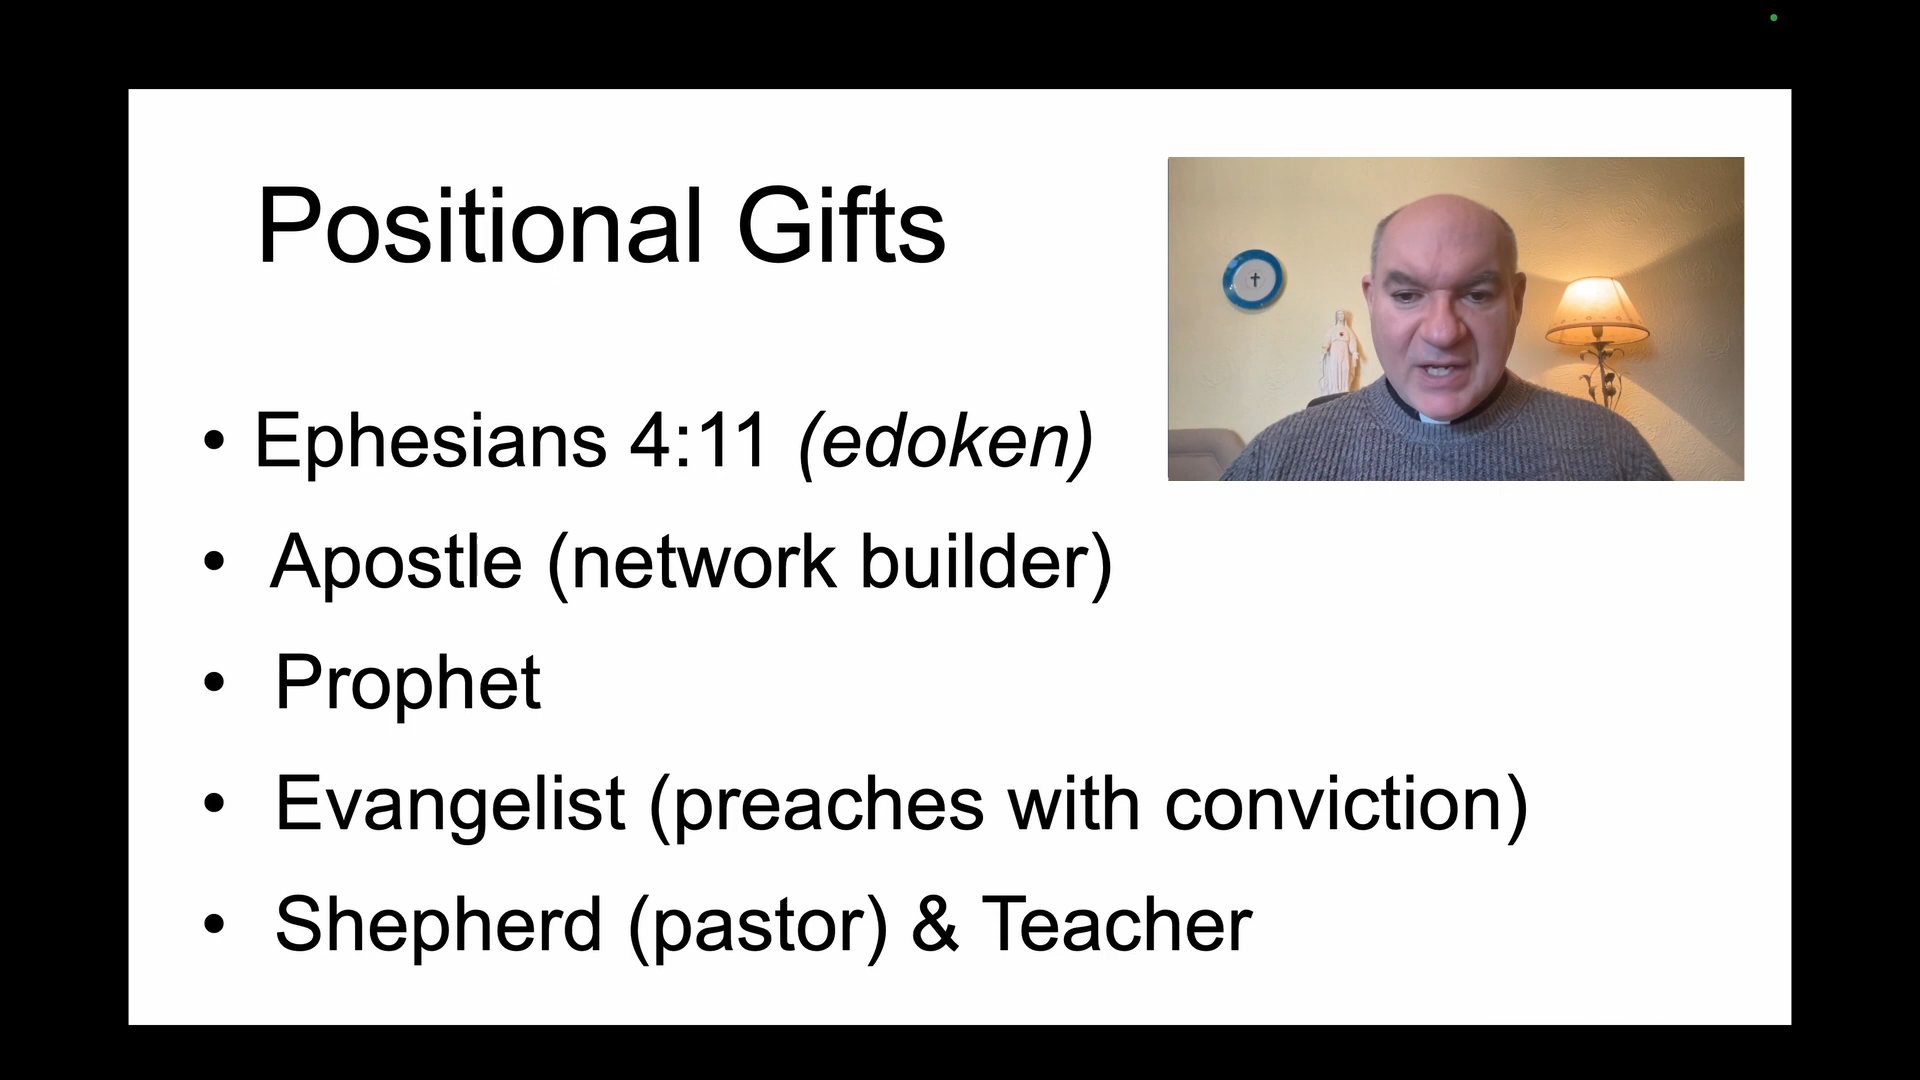 Positional Gifts
• Ephesians 4:11 (edoken)
• Apostle (network builder)
• Prophet
• Evangelist (preaches with conviction)
• Shepherd (pastor) & Teacher